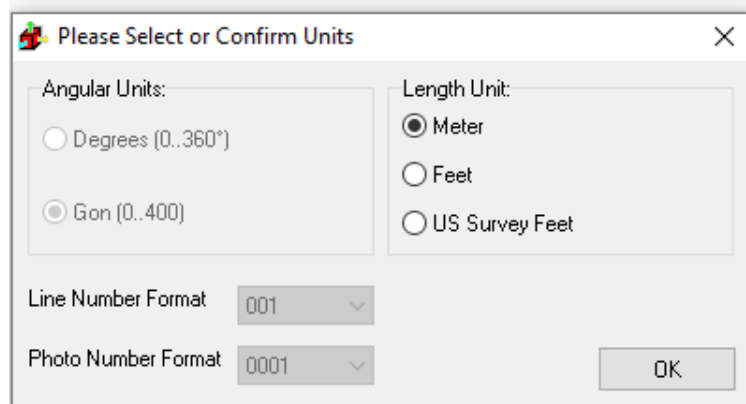 Please Select or Confirm Units
Angular Units:
Degrees (0..360°)
Gon (0..400)
Length Unit:
Meter
Feet
US Survey Feet
Line Number Format 001
Photo Number Format 0001
OK